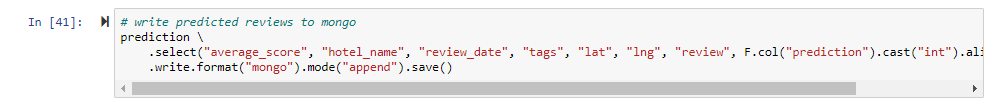 In [41]:
# write predicted reviews to mongo
prediction \
.select("average_score", "hotel_name", "review_date", "tags", "lat", "lng", "review", F.col("prediction").cast("int").ali
.write.format("mongo").mode("append").save()